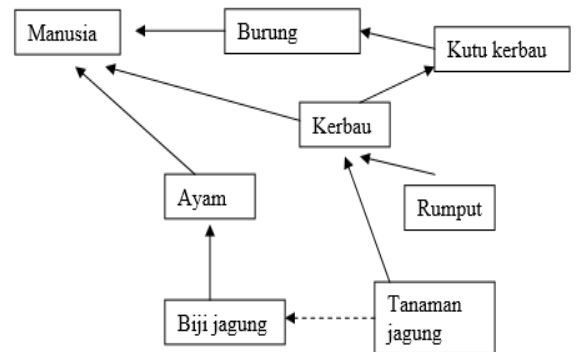 Manusia
Burung
Kutu kerbau
Kerbau
Ayam
Rumput
Biji jagung
Tanaman
jagung